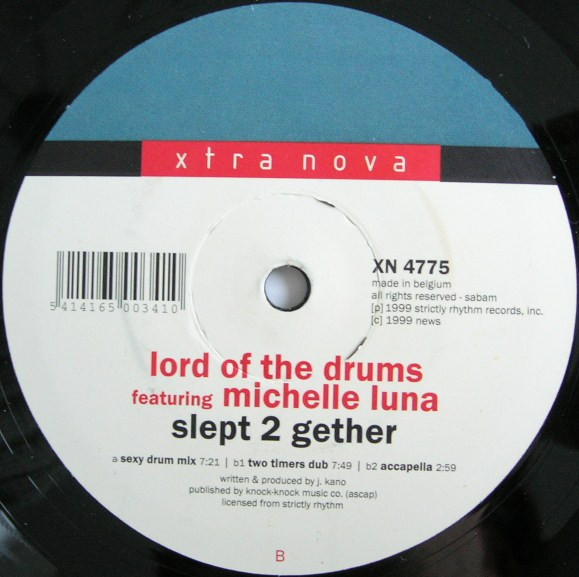 xtra nova
XN 4775
made in belgium
all rights reserved - sabam
[p] 1999 strictly rhythm records, inc.
[c] 1999 news
5 414165 003410
lord of the drums
featuring michelle luna
slept 2 gether
a sexy drum mix 7:21 | b1 two timers dub 7:49 | b2 accapella 2:59
written & produced by j. kano
published by knock-knock music co. (ascap)
licensed from strictly rhythm
B